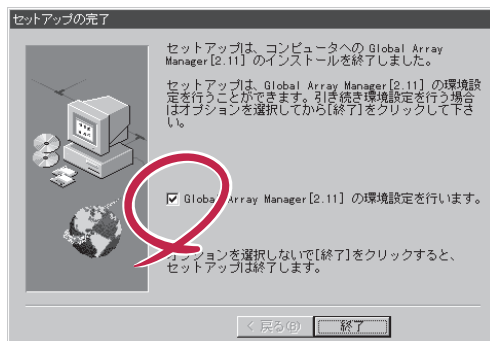 セットアップの完了
セットアップは、コンピュータへの Global Array
Manager[2.11] のインストールを終了しました。
セットアップは、Global Array Manager[2.11] の環境設
定を行うことができます。引き続き環境設定を行う場合
はオプションを選択してから[終了]をクリックして下さ
い。
Global Array Manager[2.11] の環境設定を行います。
オプションを選択しないで[終了]をクリックすると、
セットアップは終了します。
< 戻る(B)
終了